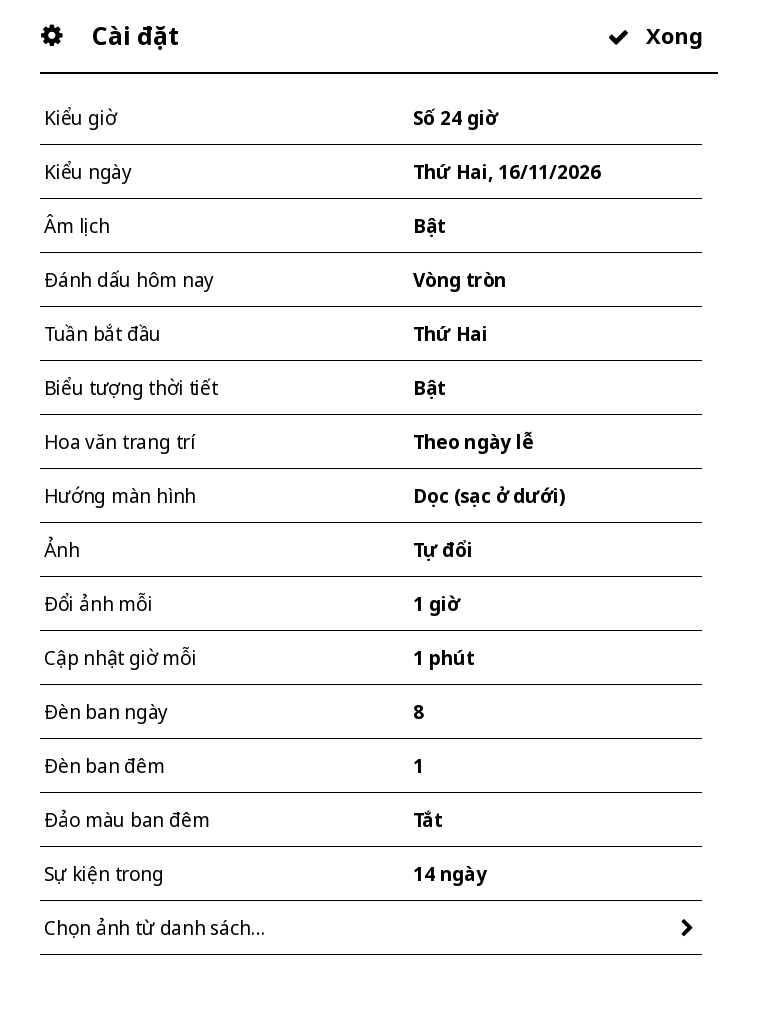 Cài đặt
Xong
Kiểu giờ Số 24 giờ
Kiểu ngày Thứ Hai, 16/11/2026
Âm lịch Bật
Đánh dấu hôm nay Vòng tròn
Tuần bắt đầu Thứ Hai
Biểu tượng thời tiết Bật
Hoa văn trang trí Theo ngày lễ
Hướng màn hình Dọc (sạc ở dưới)
Ảnh Tự đổi
Đổi ảnh mỗi 1 giờ
Cập nhật giờ mỗi 1 phút
Đèn ban ngày 8
Đèn ban đêm 1
Đảo màu ban đêm Tắt
Sự kiện trong 14 ngày
Chọn ảnh từ danh sách...